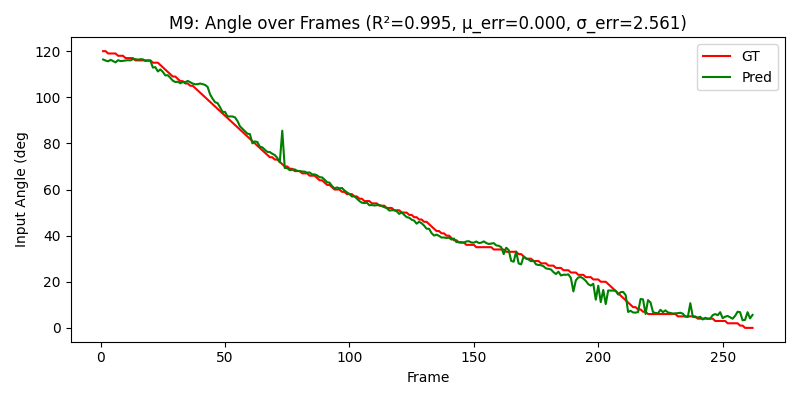 M9: Angle over Frames (R²=0.995, μ_err=0.000, σ_err=2.561)
GT
Pred
Input Angle (deg
120
100
80
60
40
20
0
0 50 100 150 200 250
Frame